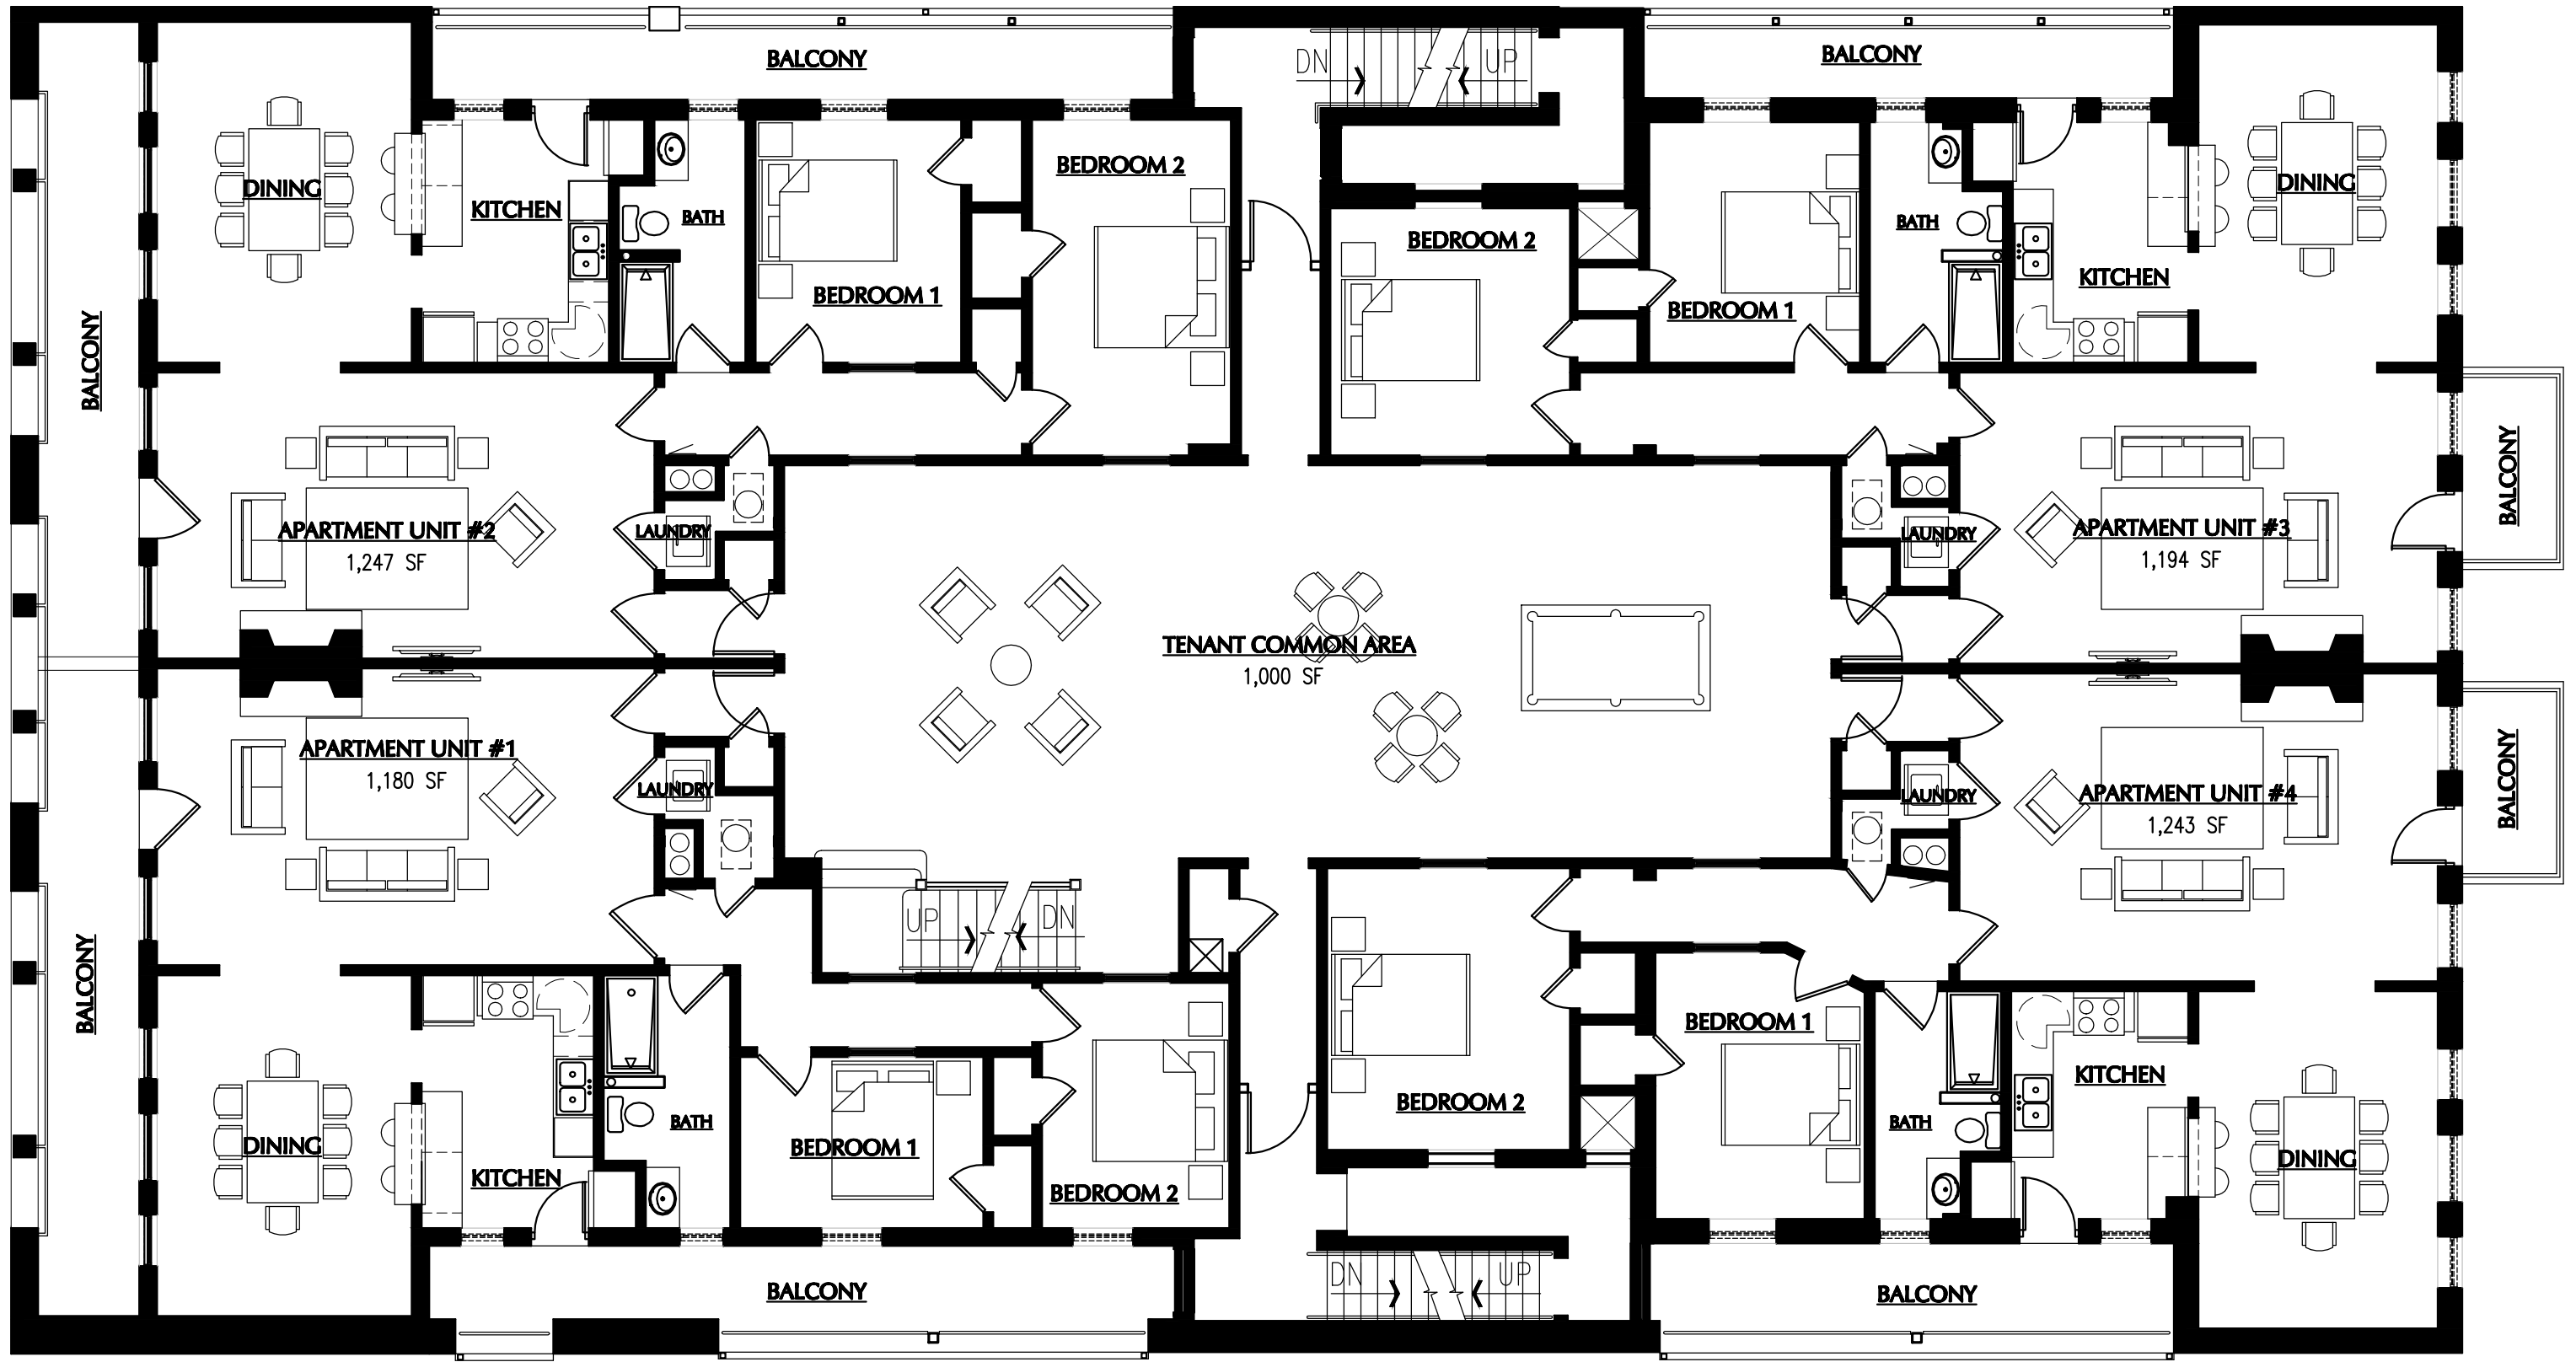 BALCONY
BALCONY
DN
UP
BEDROOM 2
DINING
KITCHEN
BATH
BEDROOM 1
BEDROOM 2
BEDROOM 1
BATH
KITCHEN
DINING
BALCONY
BALCONY
APARTMENT UNIT #2
1,247 SF
LAUNDRY
LAUNDRY
APARTMENT UNIT #3
1,194 SF
TENANT COMMON AREA
1,000 SF
APARTMENT UNIT #1
1,180 SF
LAUNDRY
LAUNDRY
APARTMENT UNIT #4
1,243 SF
BALCONY
BALCONY
UP
DN
DINING
KITCHEN
BATH
BEDROOM 1
BEDROOM 2
BEDROOM 2
BEDROOM 1
BATH
KITCHEN
DINING
BALCONY
DN
UP
BALCONY